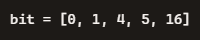 bit = [0, 1, 4, 5, 16]